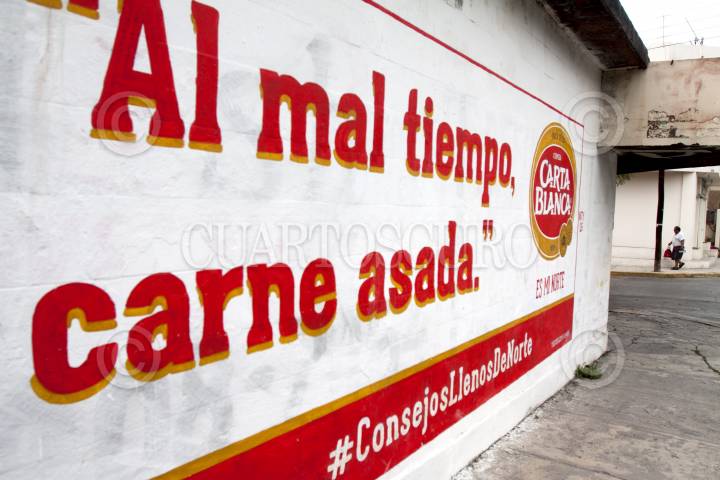 "Al mal tiempo,
carne asada."
CARTA
BLANCA
ES MI NORTE
#ConsejosLlenosDeNorte
CUARTOSCURO